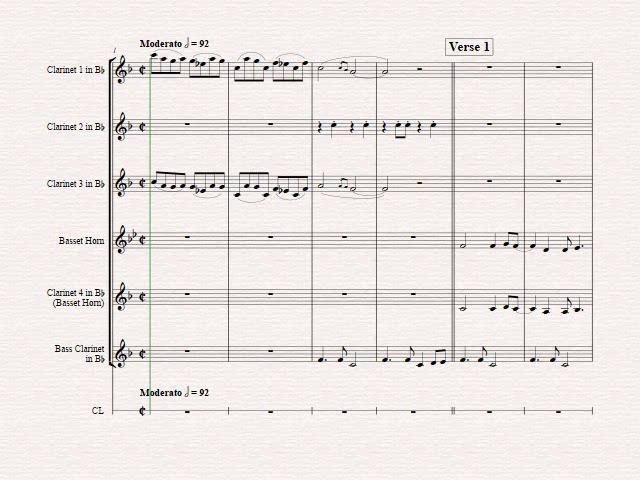 1
Moderato 𝅗𝅥 = 92
Verse 1
Clarinet 1 in B♭
Clarinet 2 in B♭
Clarinet 3 in B♭
Basset Horn
Clarinet 4 in B♭
(Basset Horn)
Bass Clarinet
in B♭
Moderato 𝅗𝅥 = 92
CL